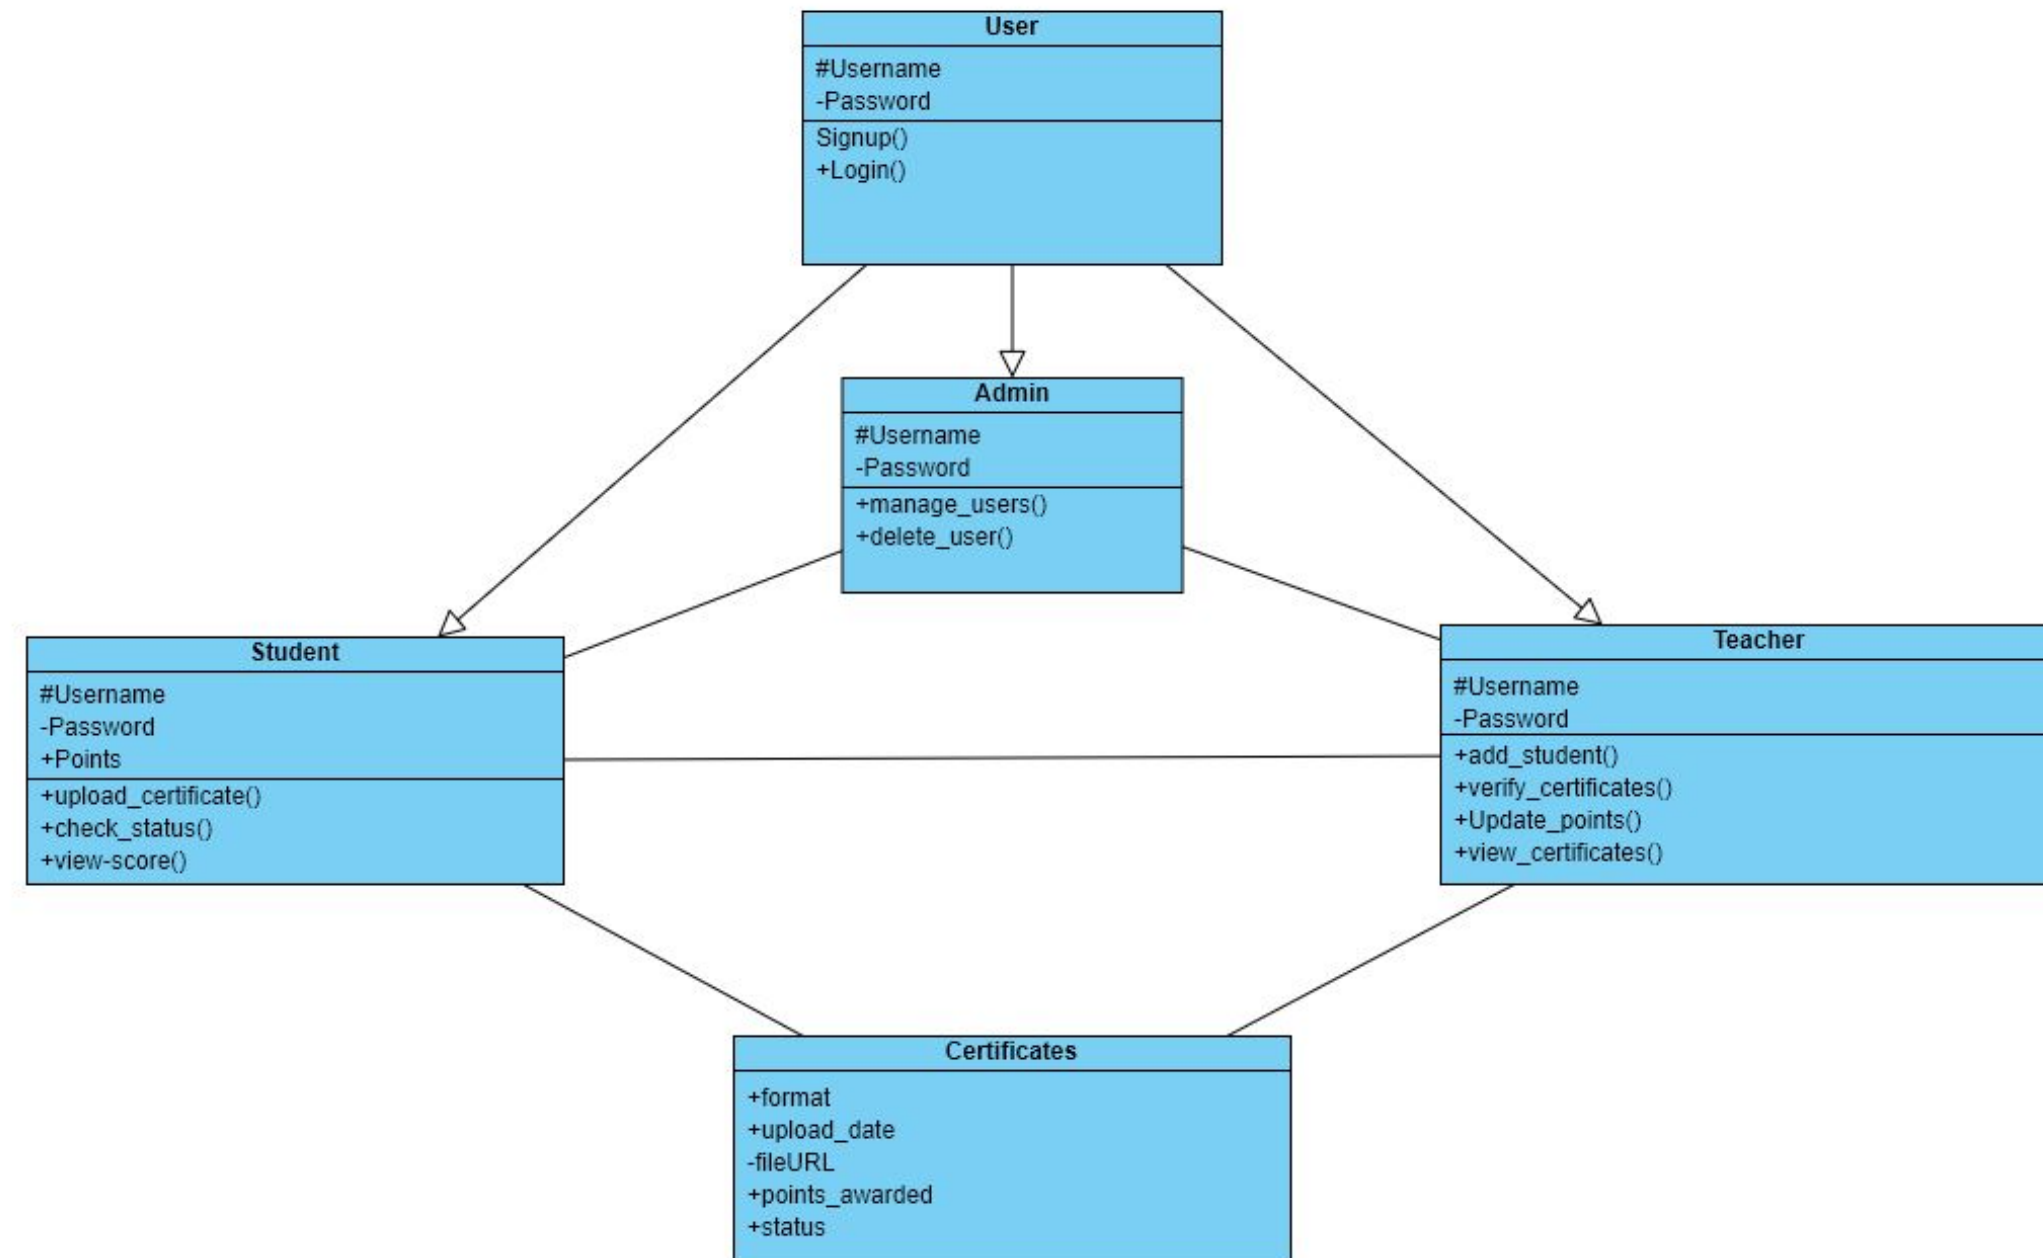 User
#Username
-Password
Signup()
+Login()
Admin
#Username
-Password
+manage_users()
+delete_user()
Student
#Username
-Password
+Points
+upload_certificate()
+check_status()
+view-score()
Teacher
#Username
-Password
+add_student()
+verify_certificates()
+Update_points()
+view_certificates()
Certificates
+format
+upload_date
-fileURL
+points_awarded
+status